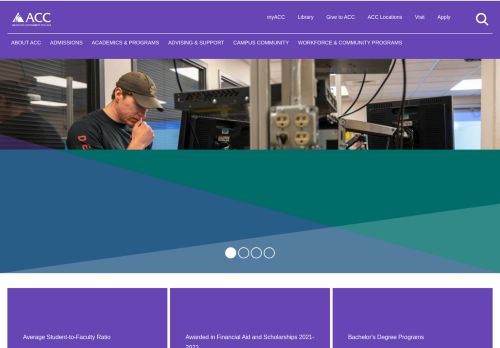 ACC
myACC Library Give to ACC ACC Locations Visit Apply
ABOUT ACC ADMISSIONS ACADEMICS & PROGRAMS ADVISING & SUPPORT CAMPUS COMMUNITY WORKFORCE & COMMUNITY PROGRAMS
Average Student-to-Faculty Ratio
Awarded in Financial Aid and Scholarships 2021-
2022
Bachelor's Degree Programs